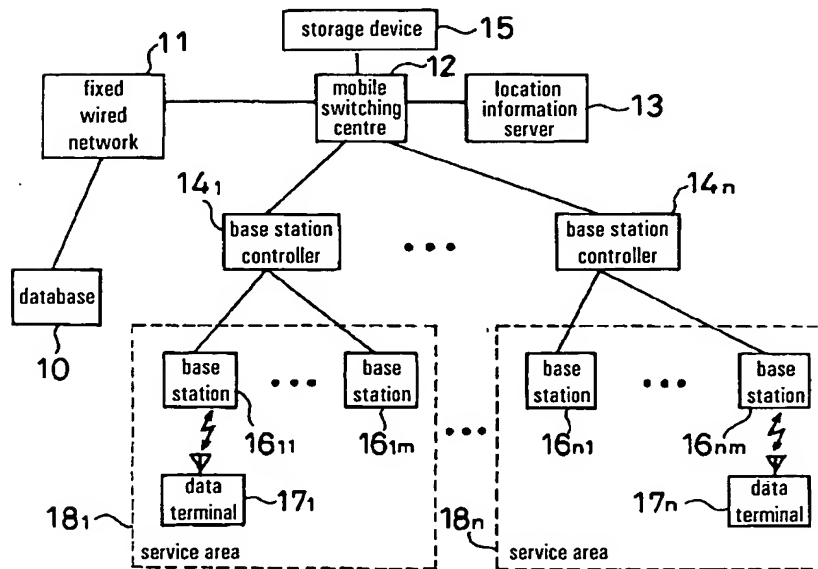 storage device
15
11
12
fixed
wired
network
mobile
switching
centre
location
information
server
13
14₁
14ₙ
base station
controller
• • •
base station
controller
database
10
base
station
• • •
base
station
base
station
• • •
base
station
16₁₁
16₁ₘ
• • •
16ₙ₁
16ₙₘ
data
terminal
17₁
17ₙ
data
terminal
18₁
service area
18ₙ
service area